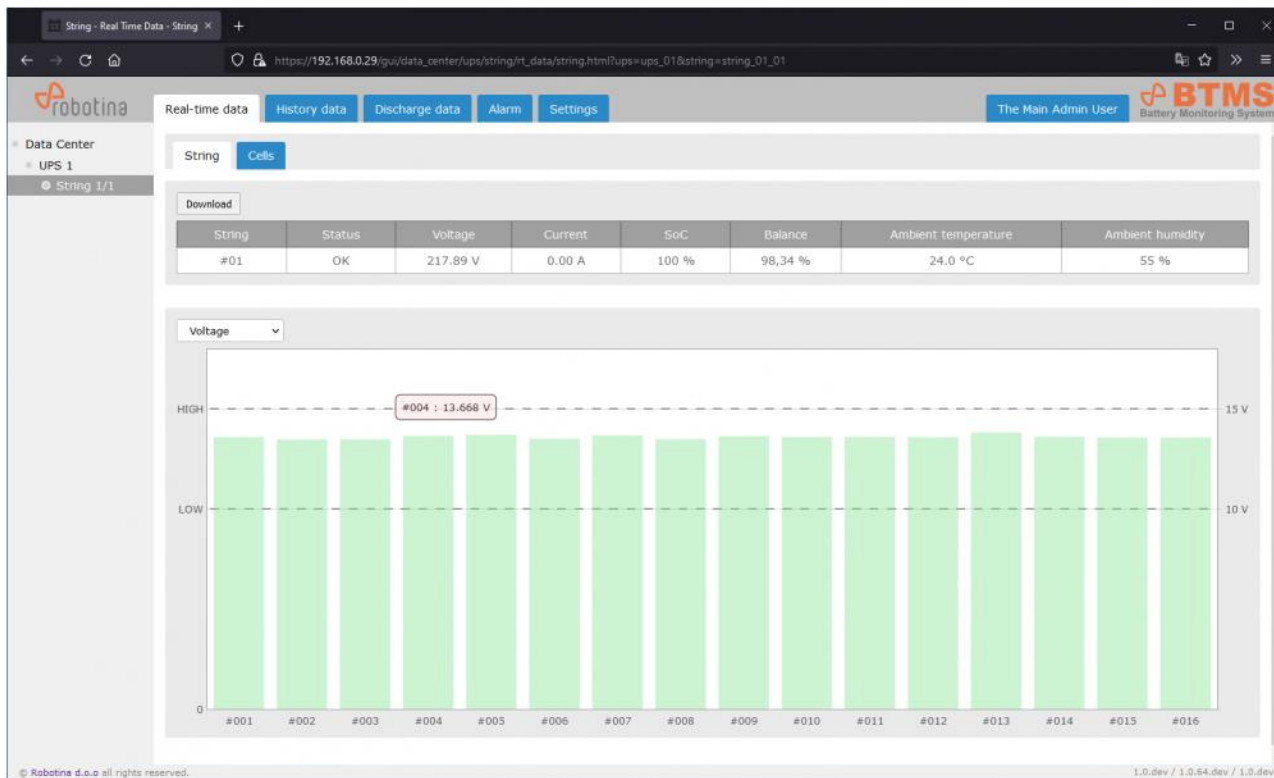 String - Real Time Data - String
https://192.168.0.29/gui/data_center/ups/string/rt_data/string.html?ups=ups_01&string=string_01_01
robotina
Real-time data History data Discharge data Alarm Settings The Main Admin User
BTMS
Battery Monitoring System
Data Center
UPS 1
String 1/1
String Cells
Download
String Status Voltage Current SoC Balance Ambient temperature Ambient humidity
#01 OK 217.89 V 0.00 A 100 % 98,34 % 24.0 °C 55 %
Voltage
HIGH #004 : 13.668 V 15 V
LOW 10 V
0
#001 #002 #003 #004 #005 #006 #007 #008 #009 #010 #011 #012 #013 #014 #015 #016
© Robotina d.o.o all rights reserved. 1.0.dev / 1.0.64.dev / 1.0.dev